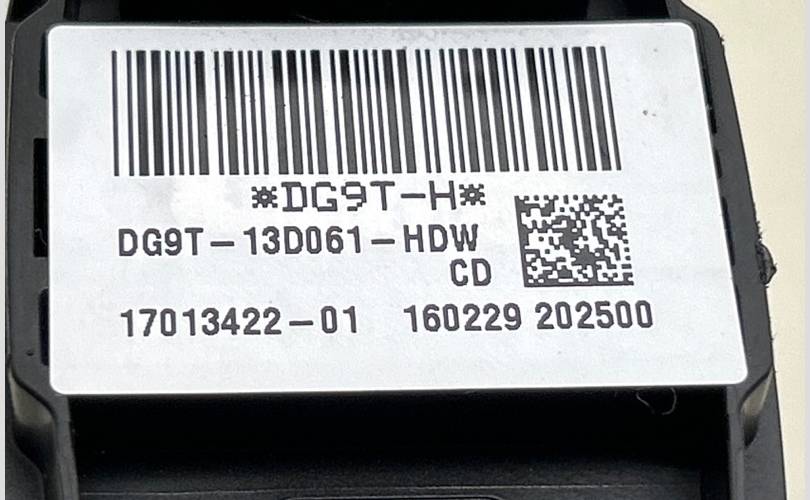 *DG9T-H*
DG9T-13D061-HDW
CD
17013422-01 160229 202500